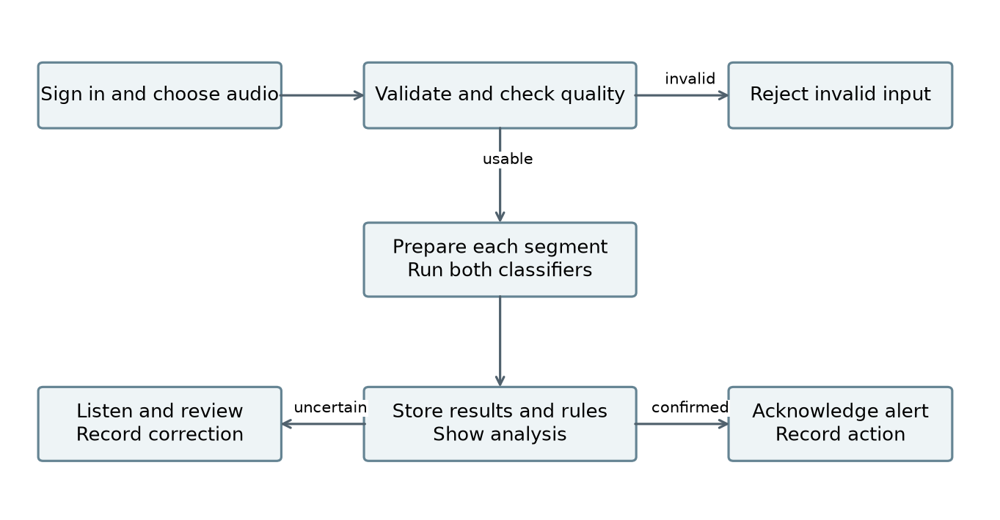 Sign in and choose audio
Validate and check quality
invalid
Reject invalid input
usable
Prepare each segment
Run both classifiers
Listen and review
Record correction
uncertain
Store results and rules
Show analysis
confirmed
Acknowledge alert
Record action